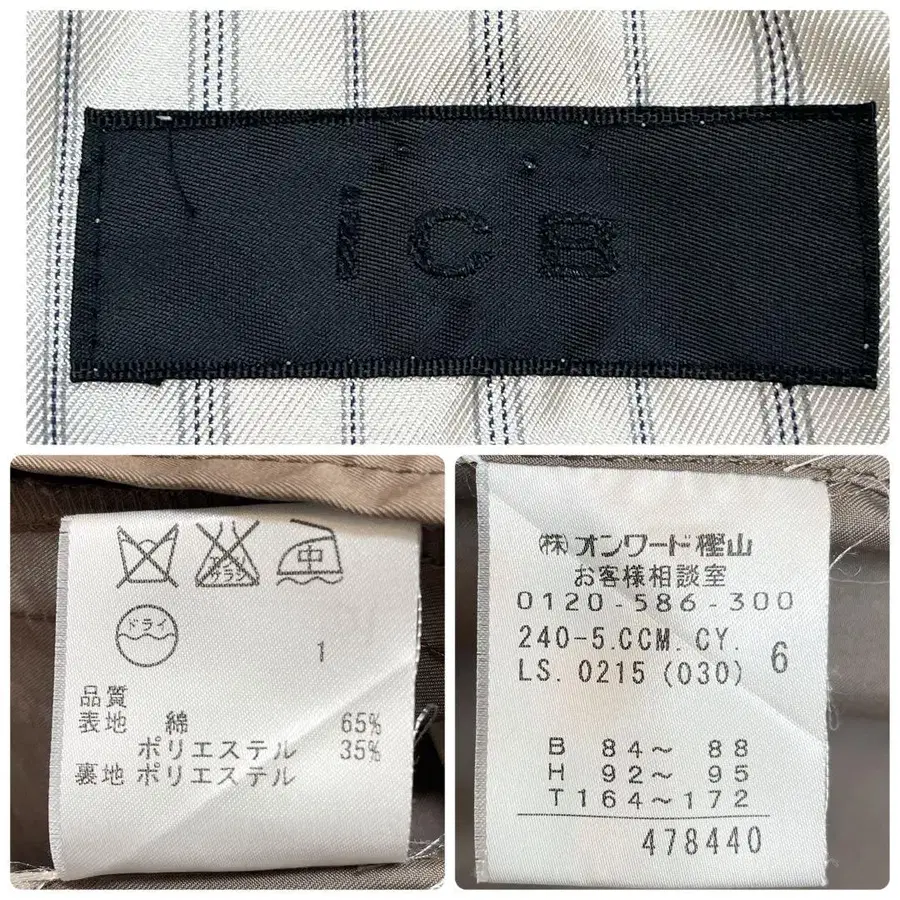 iCB
中
ドライ
1
品質
表地 綿 65%
ポリエステル 35%
裏地 ポリエステル
㈱オンワード樫山
お客様相談室
0120-586-300
240-5.CCM.CY.
LS.0215(030) 6
B 84～ 88
H 92～ 95
T164～172
478440